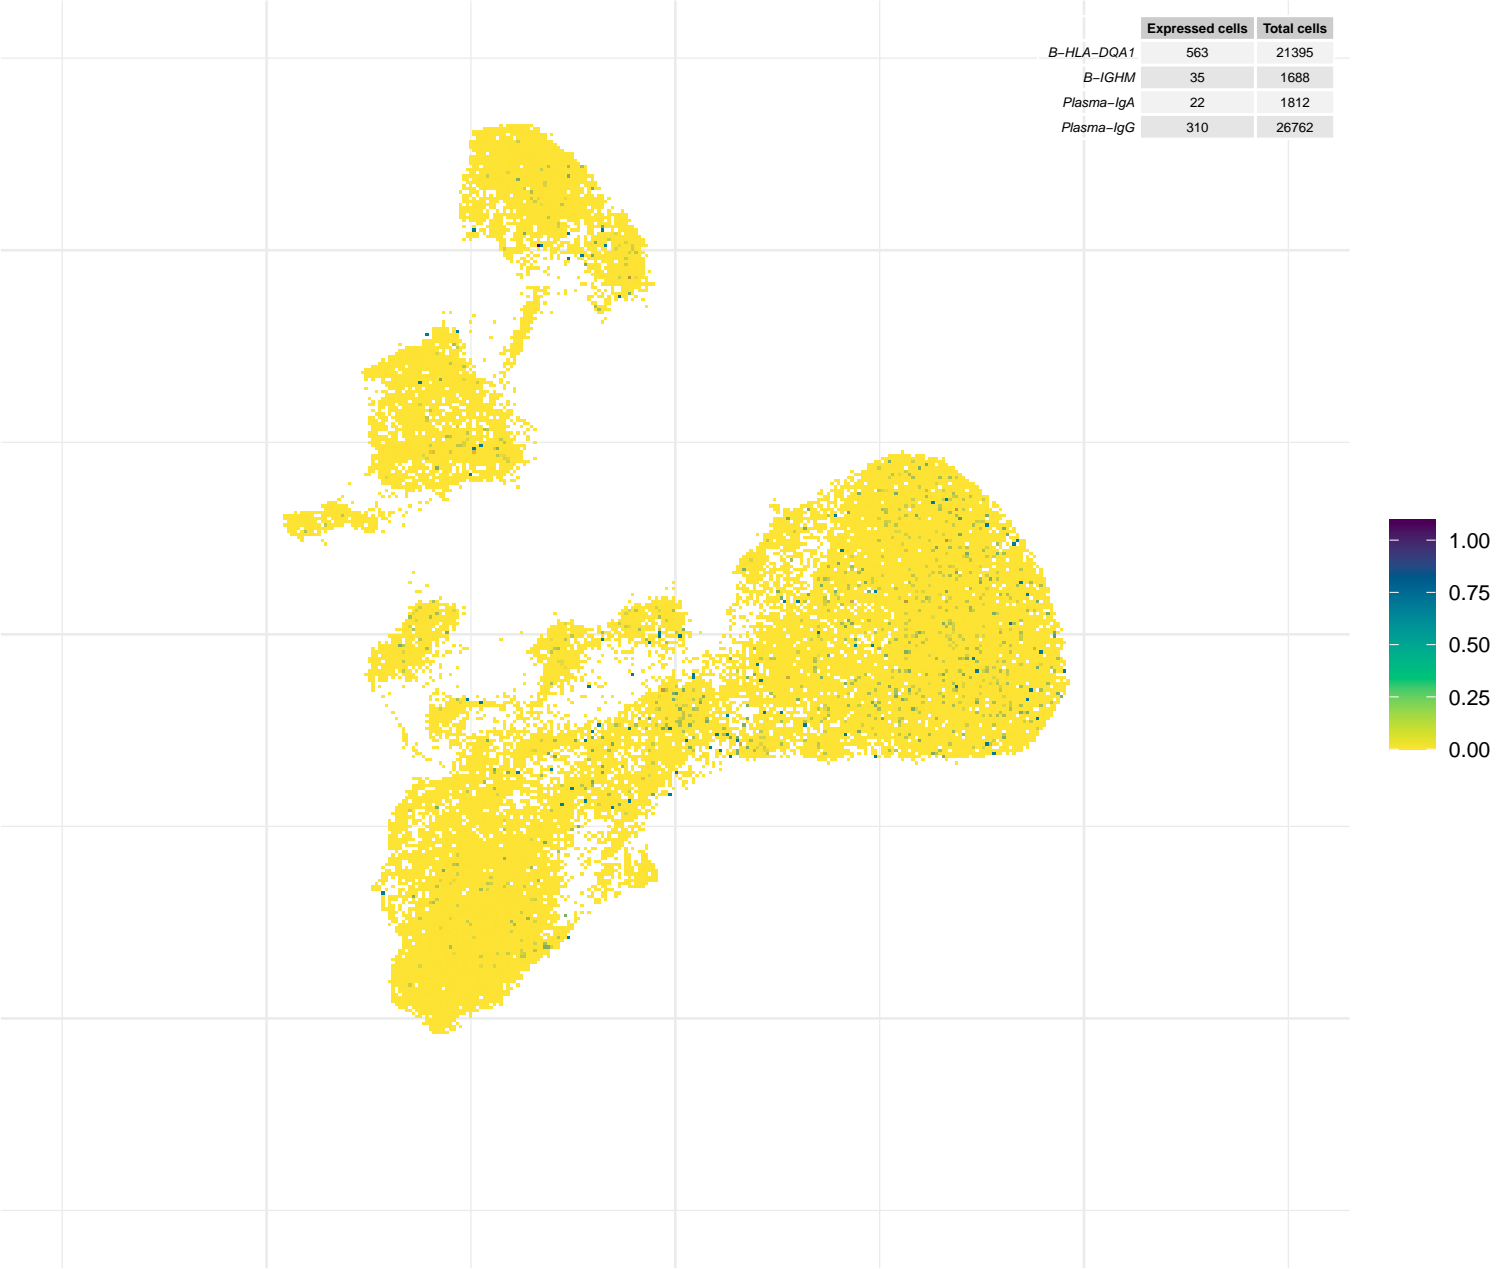 Expressed cells Total cells
B−HLA−DQA1 563 21395
B−IGHM 35 1688
Plasma−IgA 22 1812
Plasma−IgG 310 26762
1.00
0.75
0.50
0.25
0.00